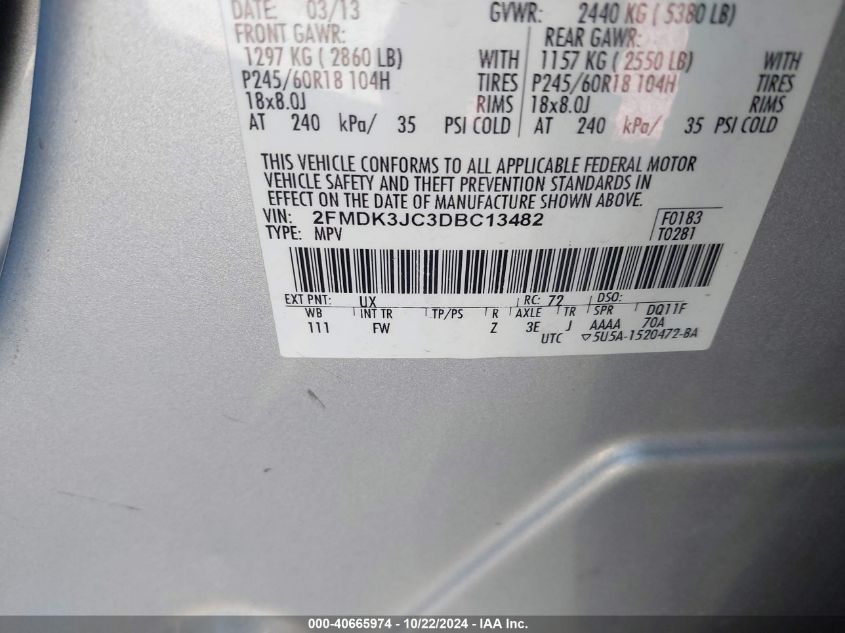 DATE: 03/13 GVWR: 2440 KG ( 5380 LB)
FRONT GAWR: REAR GAWR:
1297 KG ( 2860 LB) WITH 1157 KG ( 2550 LB) WITH
P245/60R18 104H TIRES P245/60R18 104H TIRES
18x8.0J RIMS 18x8.0J RIMS
AT 240 kPa/ 35 PSI COLD AT 240 kPa/ 35 PSI COLD
THIS VEHICLE CONFORMS TO ALL APPLICABLE FEDERAL MOTOR
VEHICLE SAFETY AND THEFT PREVENTION STANDARDS IN
EFFECT ON THE DATE OF MANUFACTURE SHOWN ABOVE.
VIN: 2FMDK3JC3DBC13482 F0183
TYPE: MPV T0281
EXT PNT: UX RC: 72 DSO:
WB INT TR TP/PS R AXLE TR SPR DQ11F
111 FW Z 3E J AAAA 70A
UTC ▽5U5A-1520472-BA
000-40665974 - 10/22/2024 - IAA Inc.